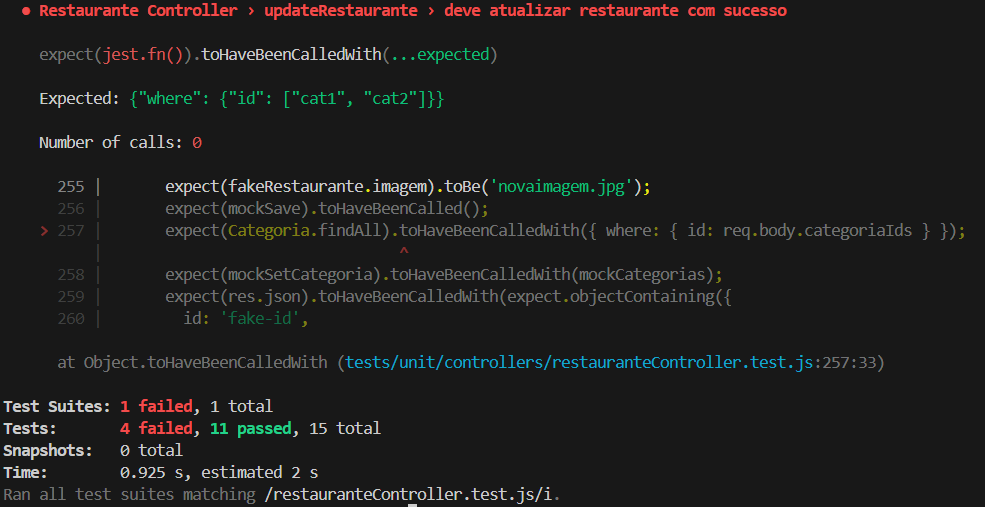 ● Restaurante Controller › updateRestaurante › deve atualizar restaurante com sucesso
expect(jest.fn()).toHaveBeenCalledWith(...expected)
Expected: {"where": {"id": ["cat1", "cat2"]}}
Number of calls: 0
255 |       expect(fakeRestaurante.imagem).toBe('novaimagem.jpg');
256 |       expect(mockSave).toHaveBeenCalled();
> 257 |       expect(Categoria.findAll).toHaveBeenCalledWith({ where: { id: req.body.categoriaIds } });
|                                 ^
258 |       expect(mockSetCategoria).toHaveBeenCalledWith(mockCategorias);
259 |       expect(res.json).toHaveBeenCalledWith(expect.objectContaining({
260 |         id: 'fake-id',
at Object.toHaveBeenCalledWith (tests/unit/controllers/restauranteController.test.js:257:33)
Test Suites: 1 failed, 1 total
Tests:       4 failed, 11 passed, 15 total
Snapshots:   0 total
Time:        0.925 s, estimated 2 s
Ran all test suites matching /restauranteController.test.js/i.